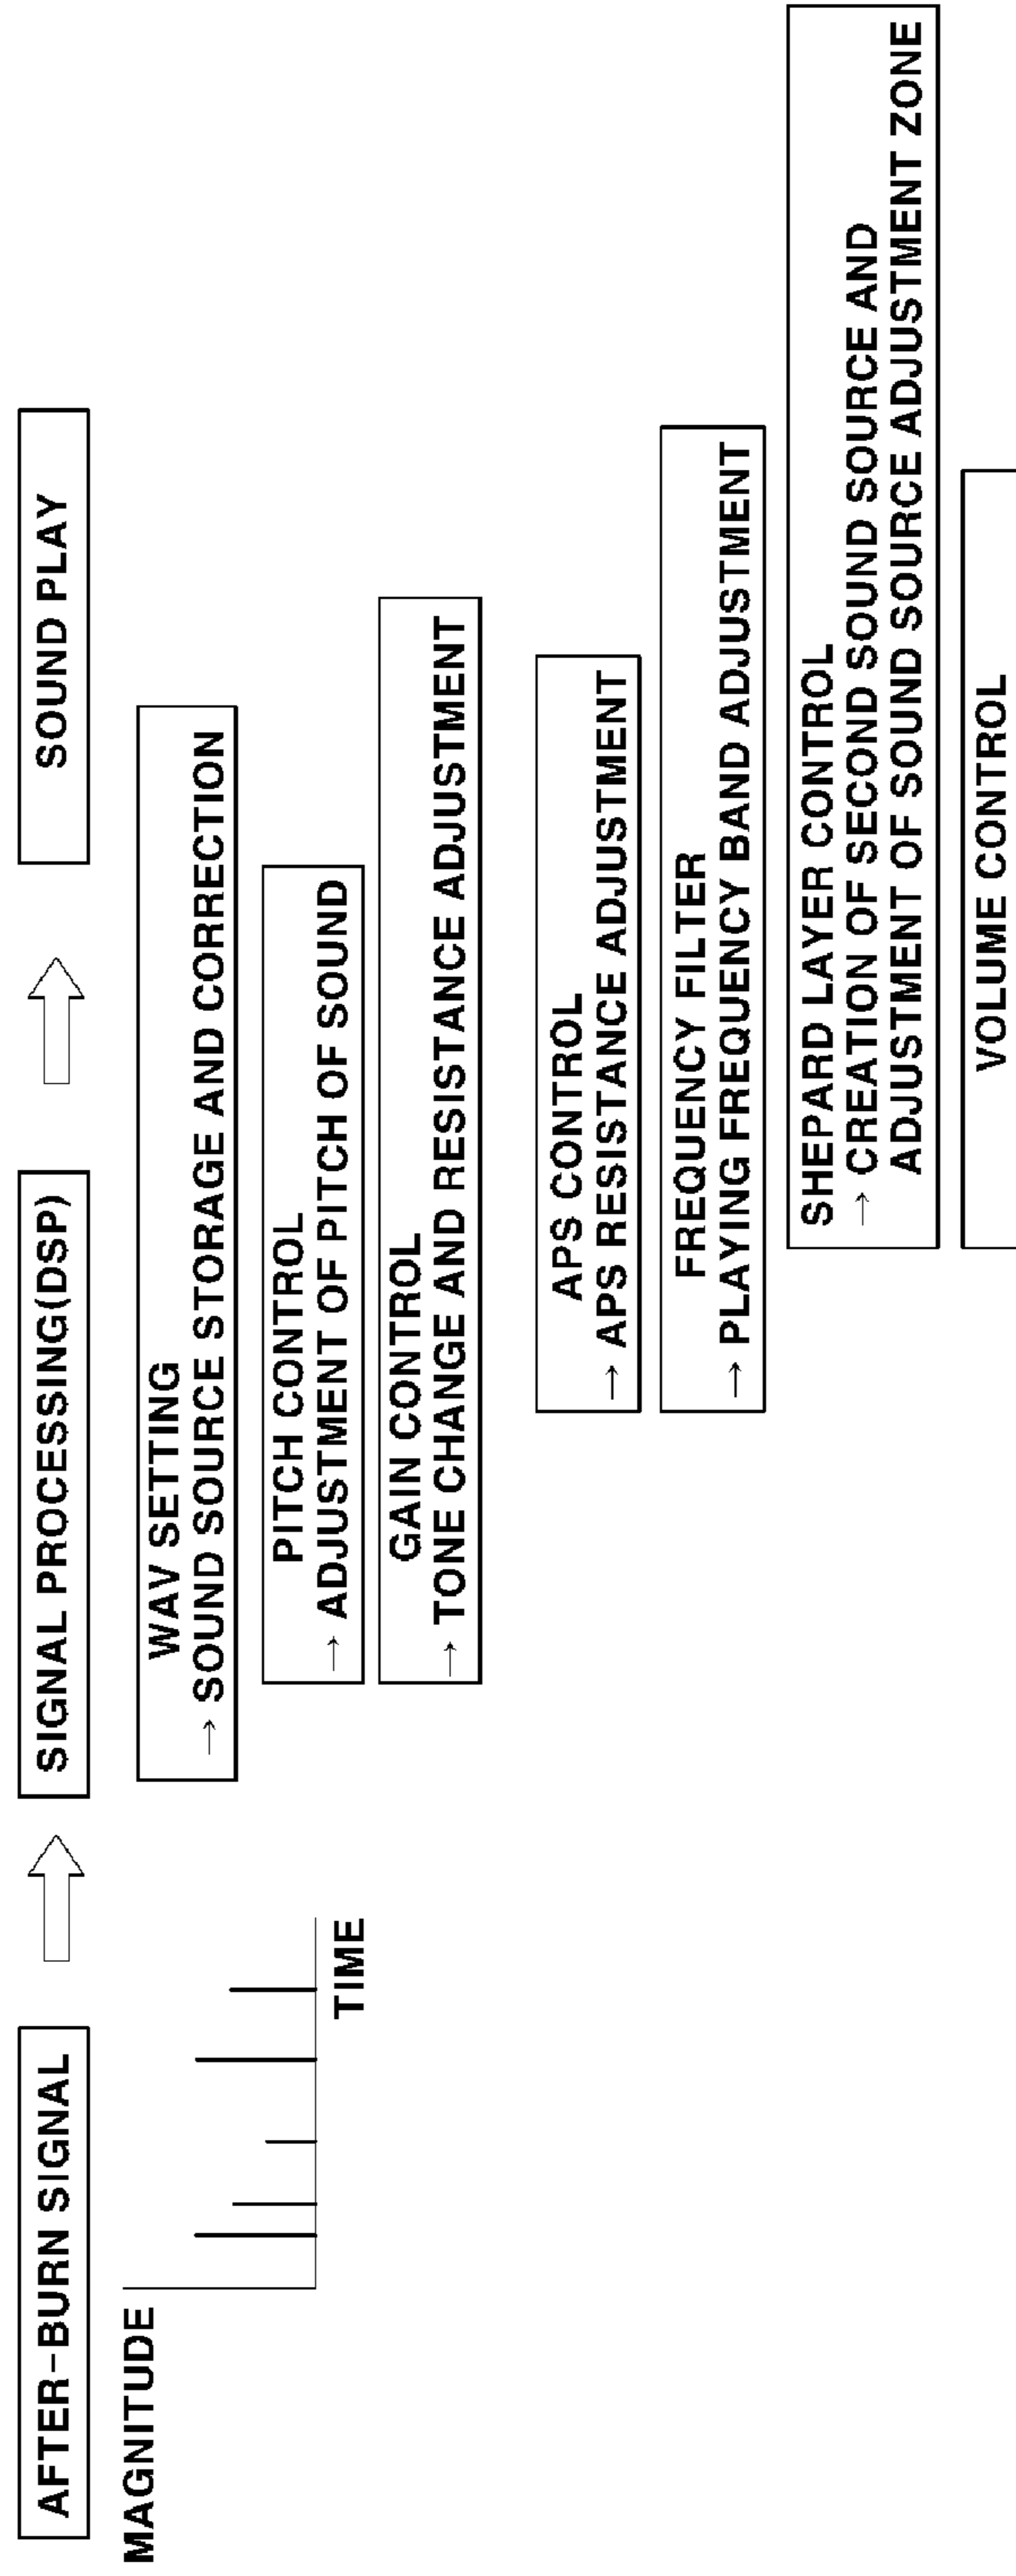 AFTER-BURN SIGNAL
SIGNAL PROCESSING(DSP)
SOUND PLAY
MAGNITUDE
TIME
WAV SETTING
→ SOUND SOURCE STORAGE AND CORRECTION
PITCH CONTROL
→ ADJUSTMENT OF PITCH OF SOUND
GAIN CONTROL
→ TONE CHANGE AND RESISTANCE ADJUSTMENT
APS CONTROL
→ APS RESISTANCE ADJUSTMENT
FREQUENCY FILTER
→ PLAYING FREQUENCY BAND ADJUSTMENT
SHEPARD LAYER CONTROL
→ CREATION OF SECOND SOUND SOURCE AND
ADJUSTMENT OF SOUND SOURCE ADJUSTMENT ZONE
VOLUME CONTROL